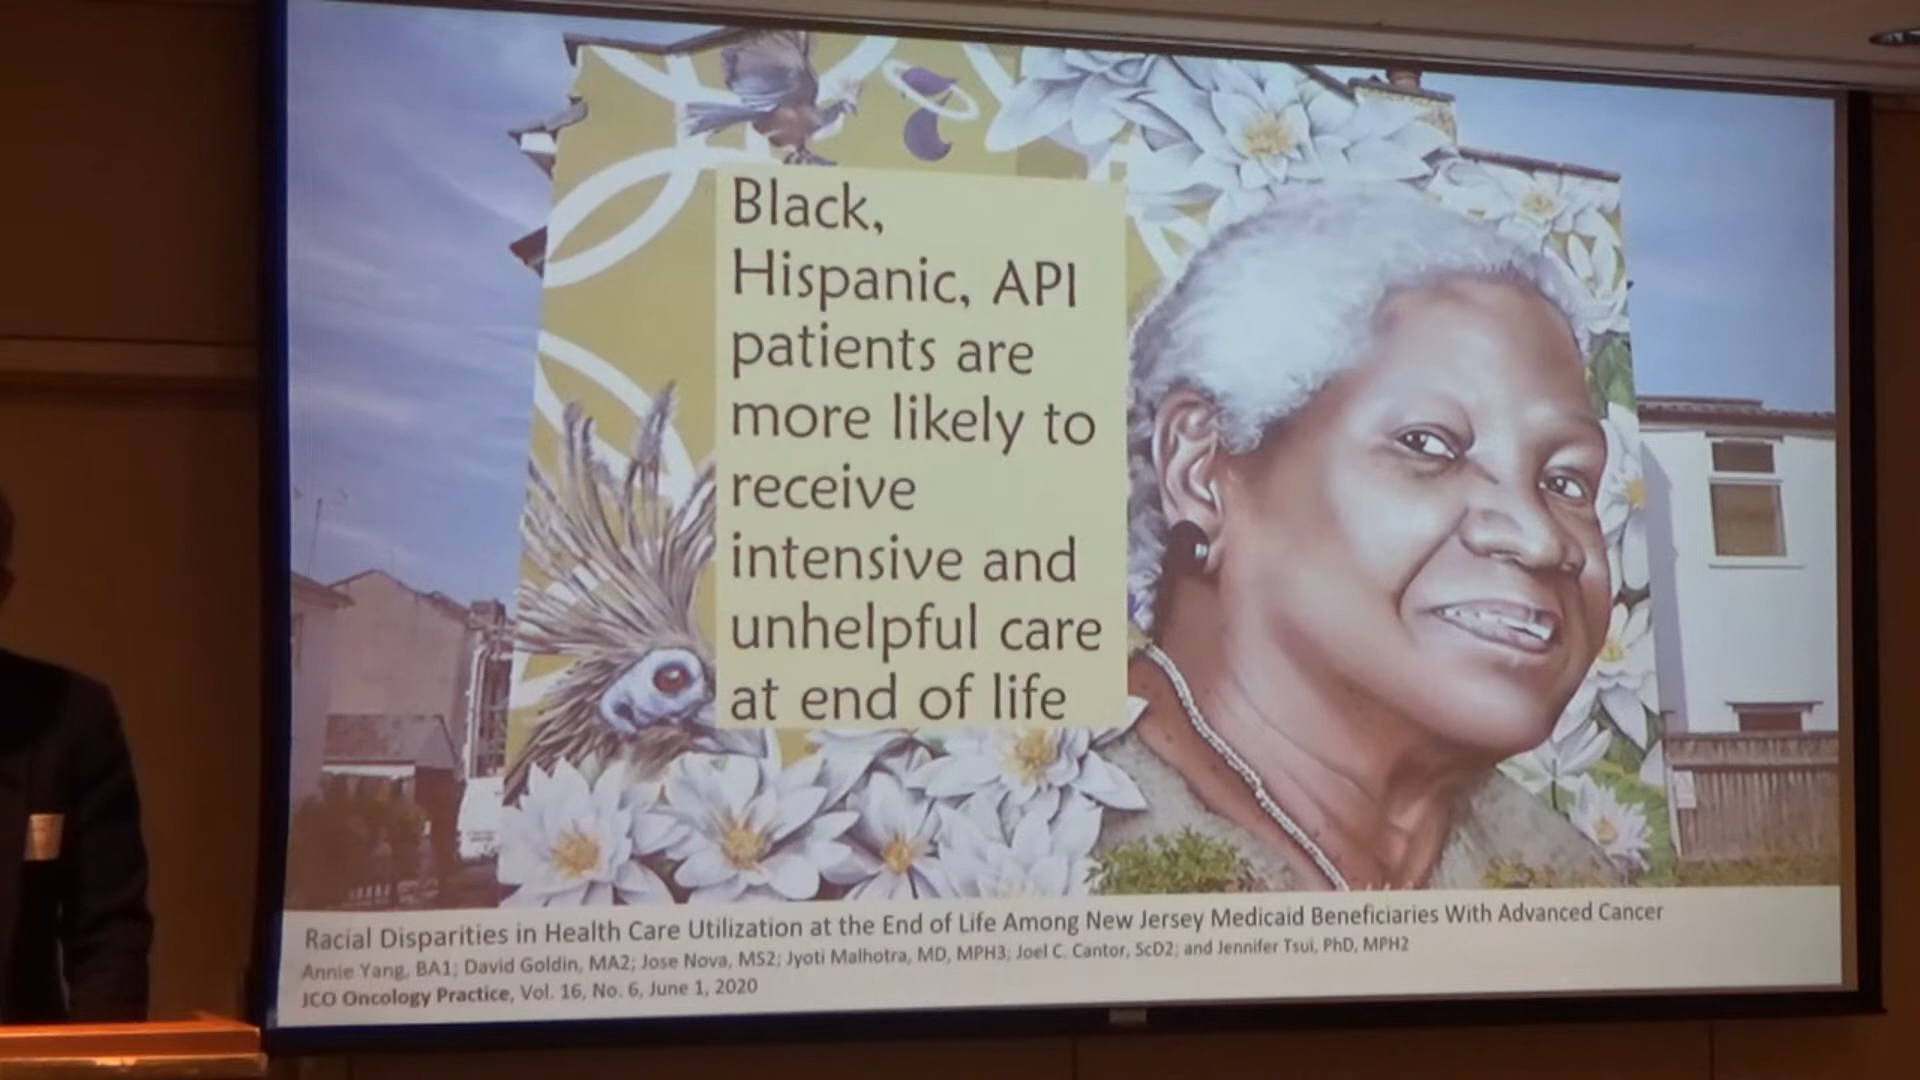 Black,
Hispanic, API
patients are
more likely to
receive
intensive and
unhelpful care
at end of life
Racial Disparities in Health Care Utilization at the End of Life Among New Jersey Medicaid Beneficiaries With Advanced Cancer
Annie Yang, BA1; David Goldin, MA2; Jose Nova, MS2; Jyoti Malhotra, MD, MPH3; Joel C. Cantor, ScD2; and Jennifer Tsui, PhD, MPH2
JCO Oncology Practice, Vol. 16, No. 6, June 1, 2020